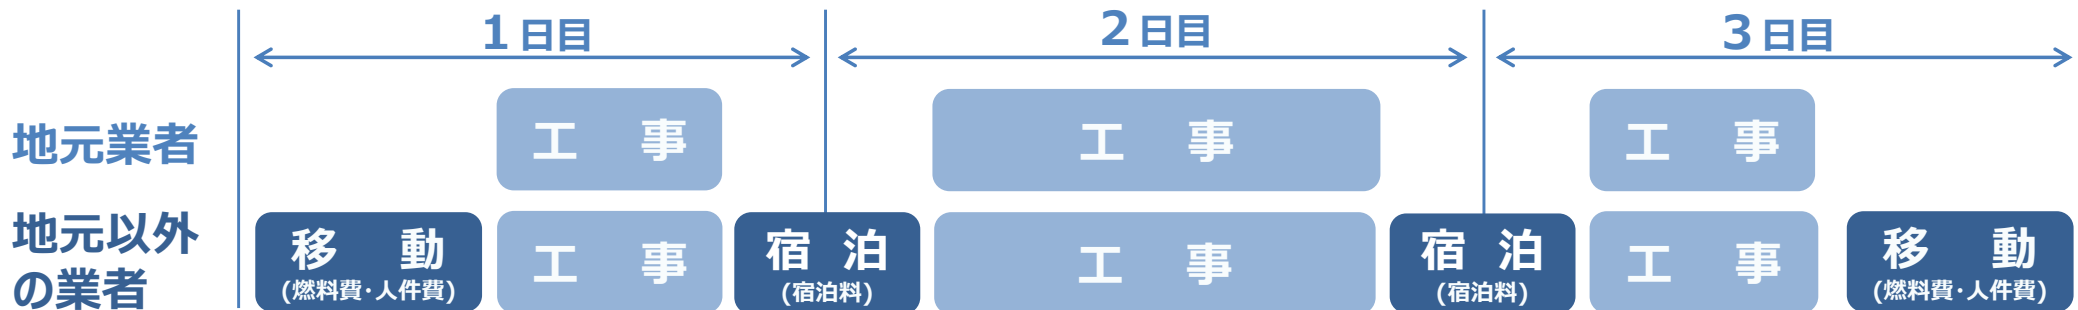 1日目
2日目
3日目
地元業者
工 事
工 事
工 事
地元以外
の業者
移 動
(燃料費・人件費)
工 事
宿 泊
(宿泊料)
工 事
宿 泊
(宿泊料)
工 事
移 動
(燃料費・人件費)